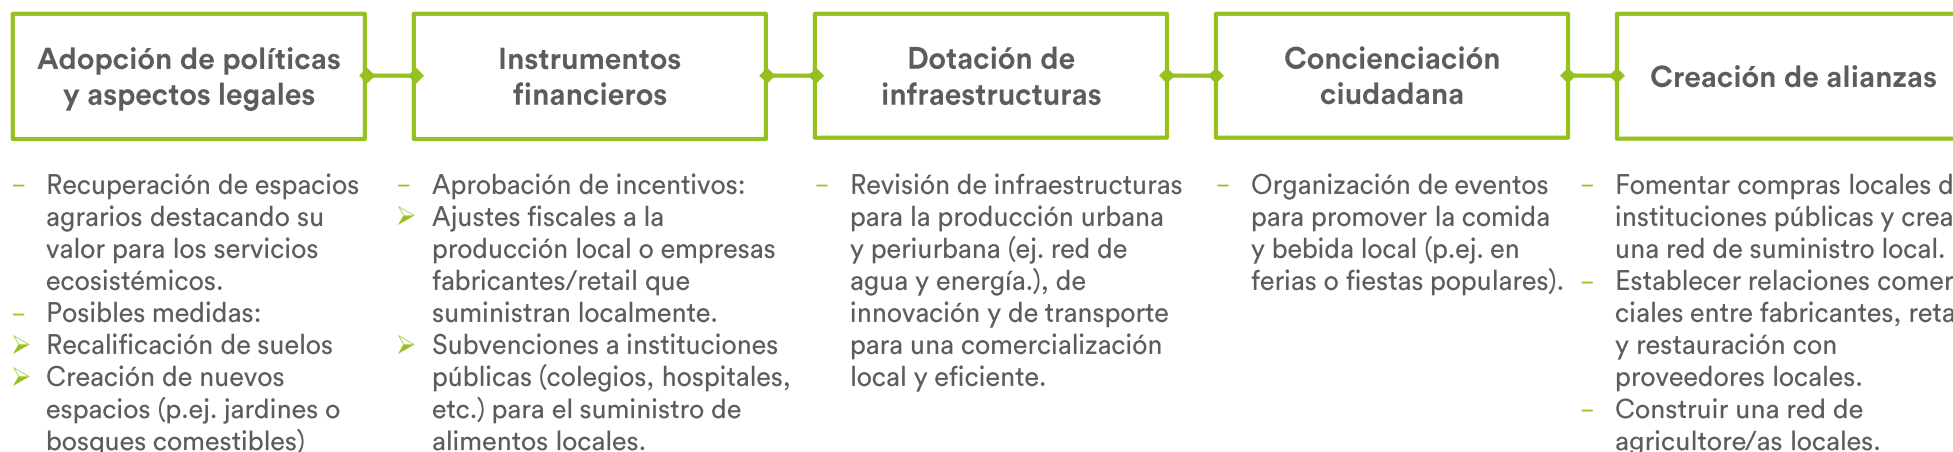 Adopción de políticas
y aspectos legales
– Recuperación de espacios
agrarios destacando su
valor para los servicios
ecosistémicos.
– Posibles medidas:
➢ Recalificación de suelos
➢ Creación de nuevos
espacios (p.ej. jardines o
bosques comestibles)
Instrumentos
financieros
– Aprobación de incentivos:
➢ Ajustes fiscales a la
producción local o empresas
fabricantes/retail que
suministran localmente.
➢ Subvenciones a instituciones
públicas (colegios, hospitales,
etc.) para el suministro de
alimentos locales.
Dotación de
infraestructuras
– Revisión de infraestructuras
para la producción urbana
y periurbana (ej. red de
agua y energía.), de
innovación y de transporte
para una comercialización
local y eficiente.
Concienciación
ciudadana
– Organización de eventos
para promover la comida
y bebida local (p.ej. en
ferias o fiestas populares).
Creación de alianzas
– Fomentar compras locales d
instituciones públicas y crea
una red de suministro local.
– Establecer relaciones comer
ciales entre fabricantes, reta
y restauración con
proveedores locales.
– Construir una red de
agricultore/as locales.